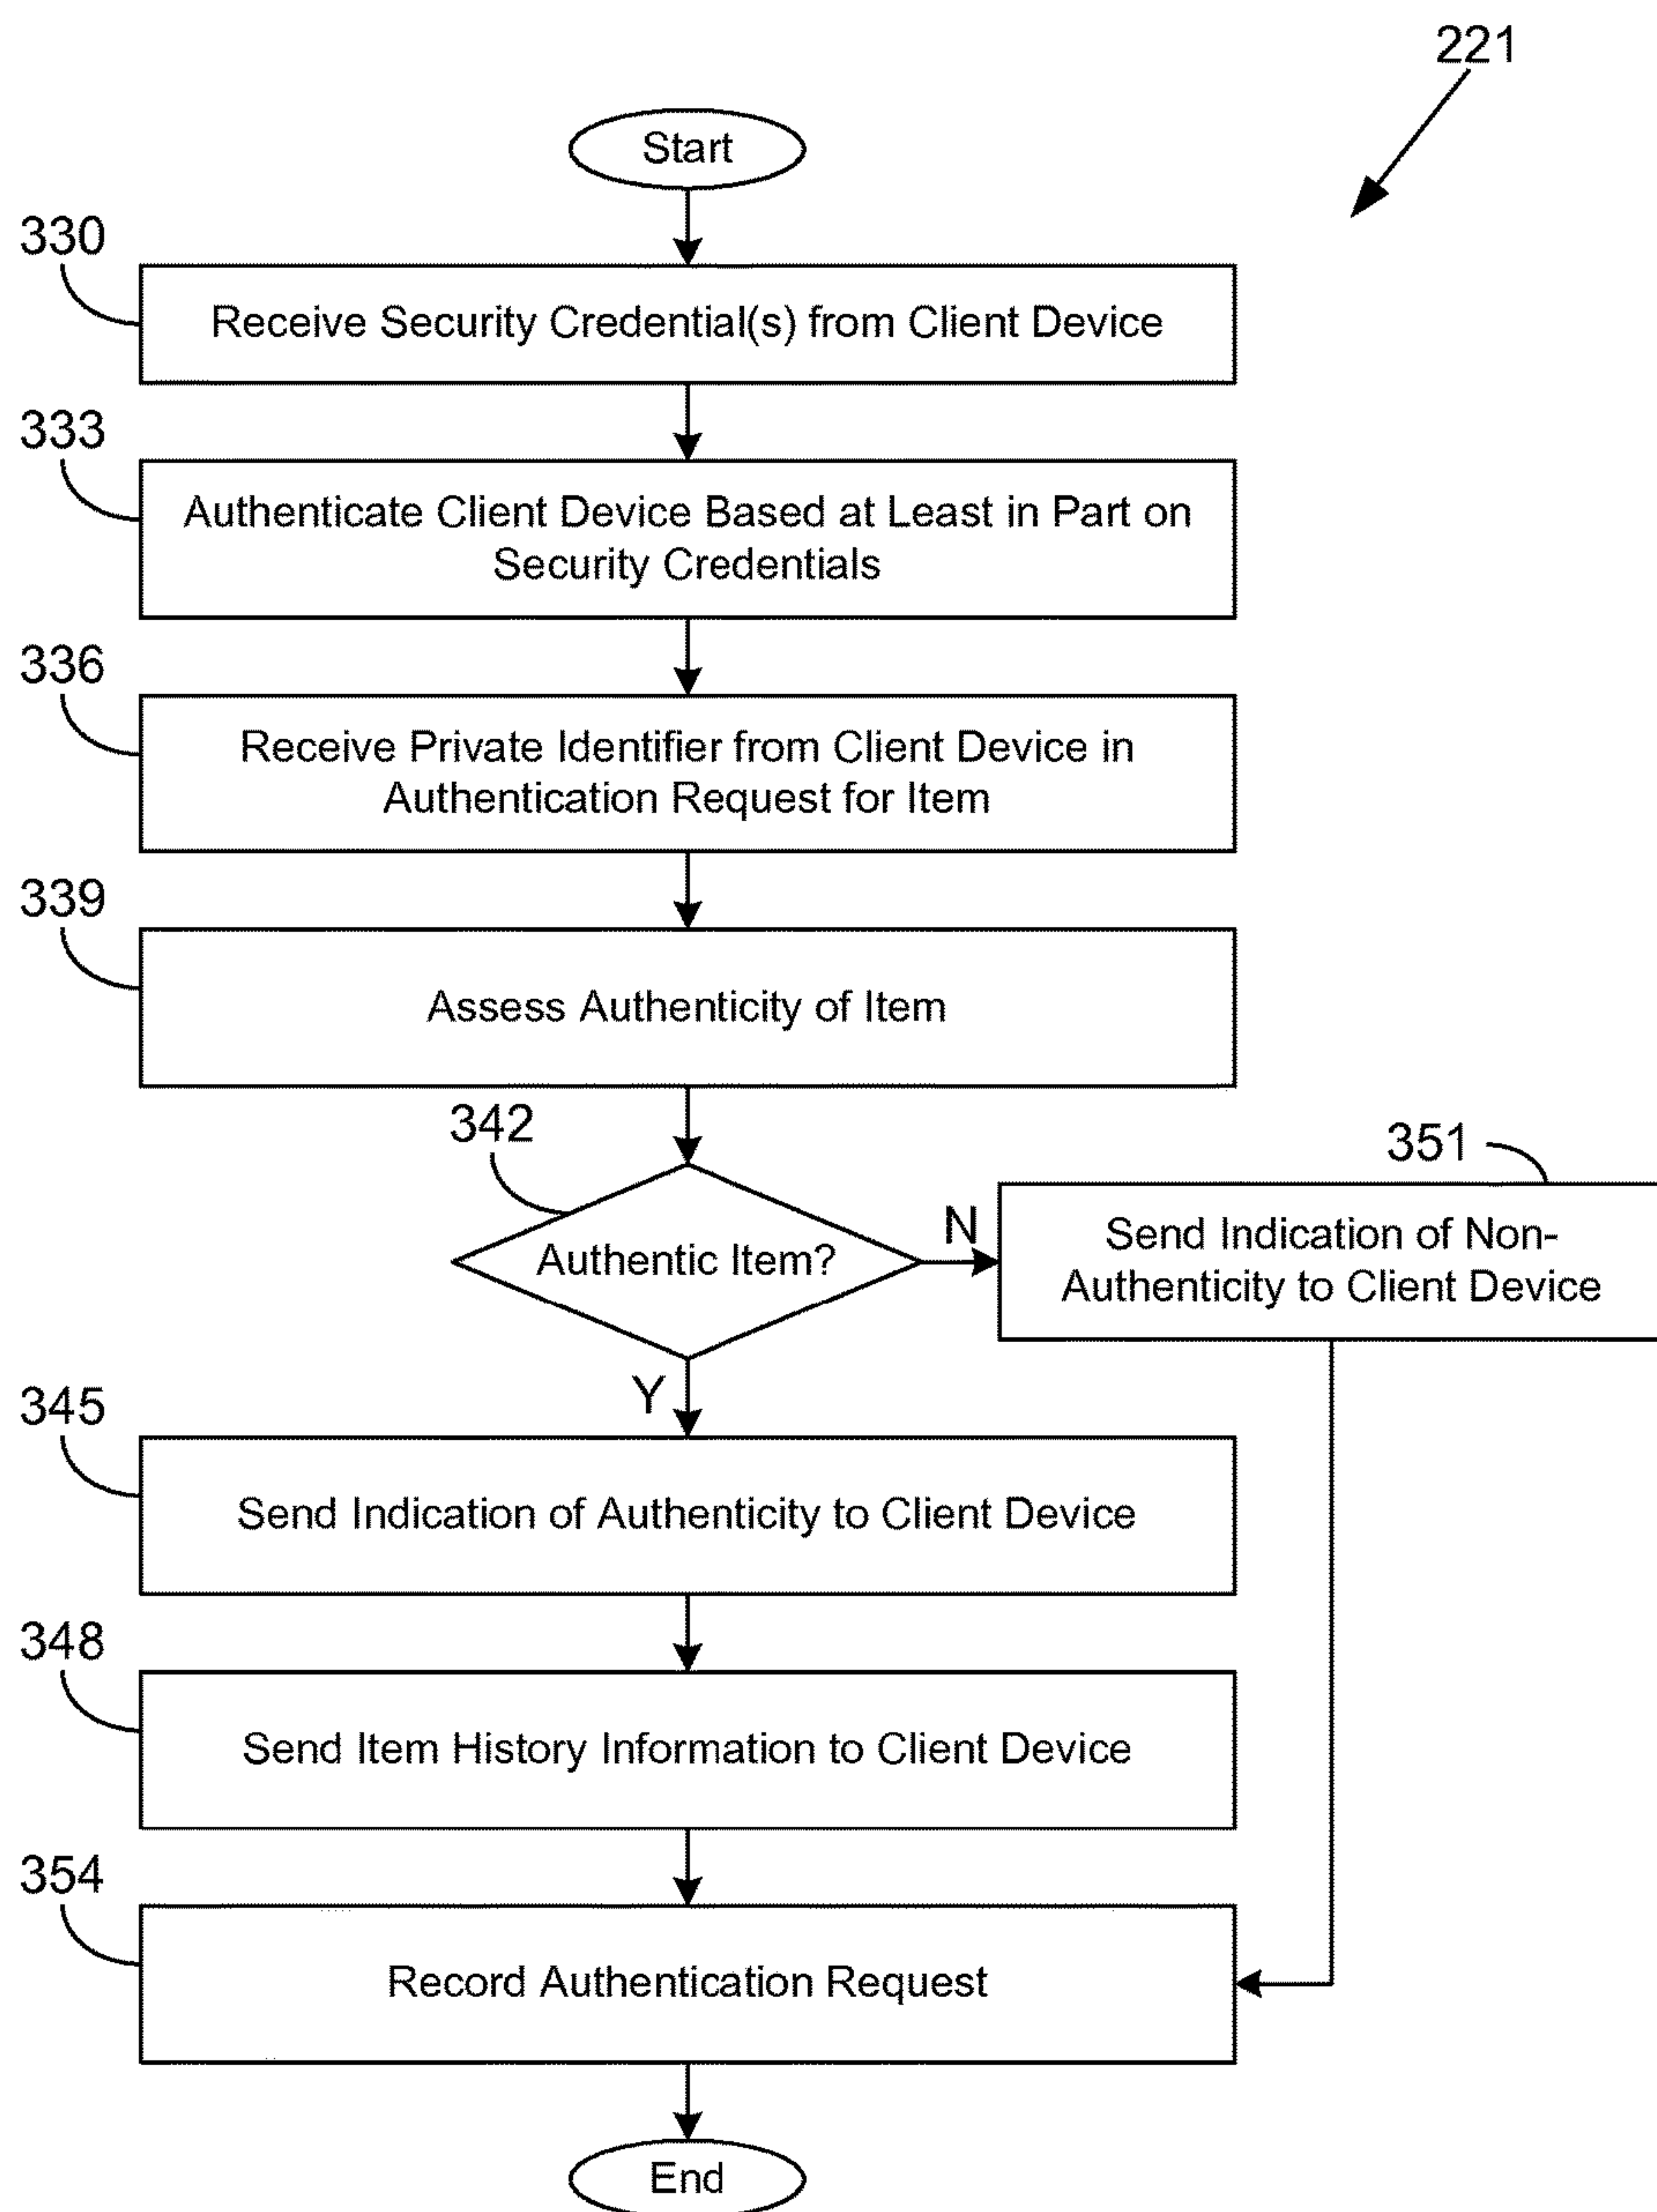 221
Start
330
Receive Security Credential(s) from Client Device
333
Authenticate Client Device Based at Least in Part on
Security Credentials
336
Receive Private Identifier from Client Device in
Authentication Request for Item
339
Assess Authenticity of Item
342
Authentic Item?
N
351
Send Indication of Non-
Authenticity to Client Device
Y
345
Send Indication of Authenticity to Client Device
348
Send Item History Information to Client Device
354
Record Authentication Request
End